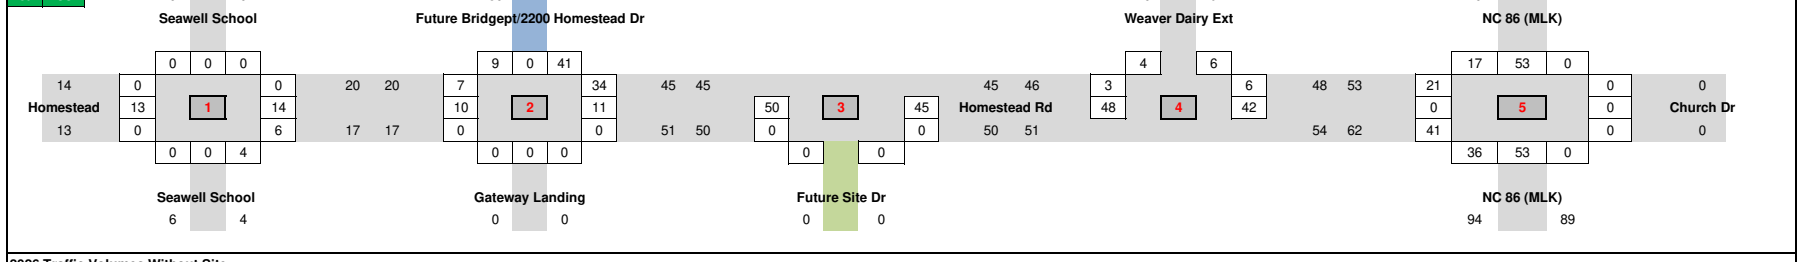 Seawell School Future Bridgept/2200 Homestead Dr Weaver Dairy Ext NC 86 (MLK)
0 0 0 9 0 41 4 6 17 53 0
14 0 0 20 20 7 34 45 45 45 46 3 6 48 53 21 0 0
Homestead 13 1 14 10 2 11 50 3 45 Homestead Rd 48 4 42 0 5 0 Church Dr
13 0 6 17 17 0 0 51 50 0 0 50 51 54 62 41 0 0
0 0 4 0 0 0 0 0 36 53 0
Seawell School Gateway Landing Future Site Dr NC 86 (MLK)
6 4 0 0 0 0 94 89
2026 Traffic Volumes Without Site